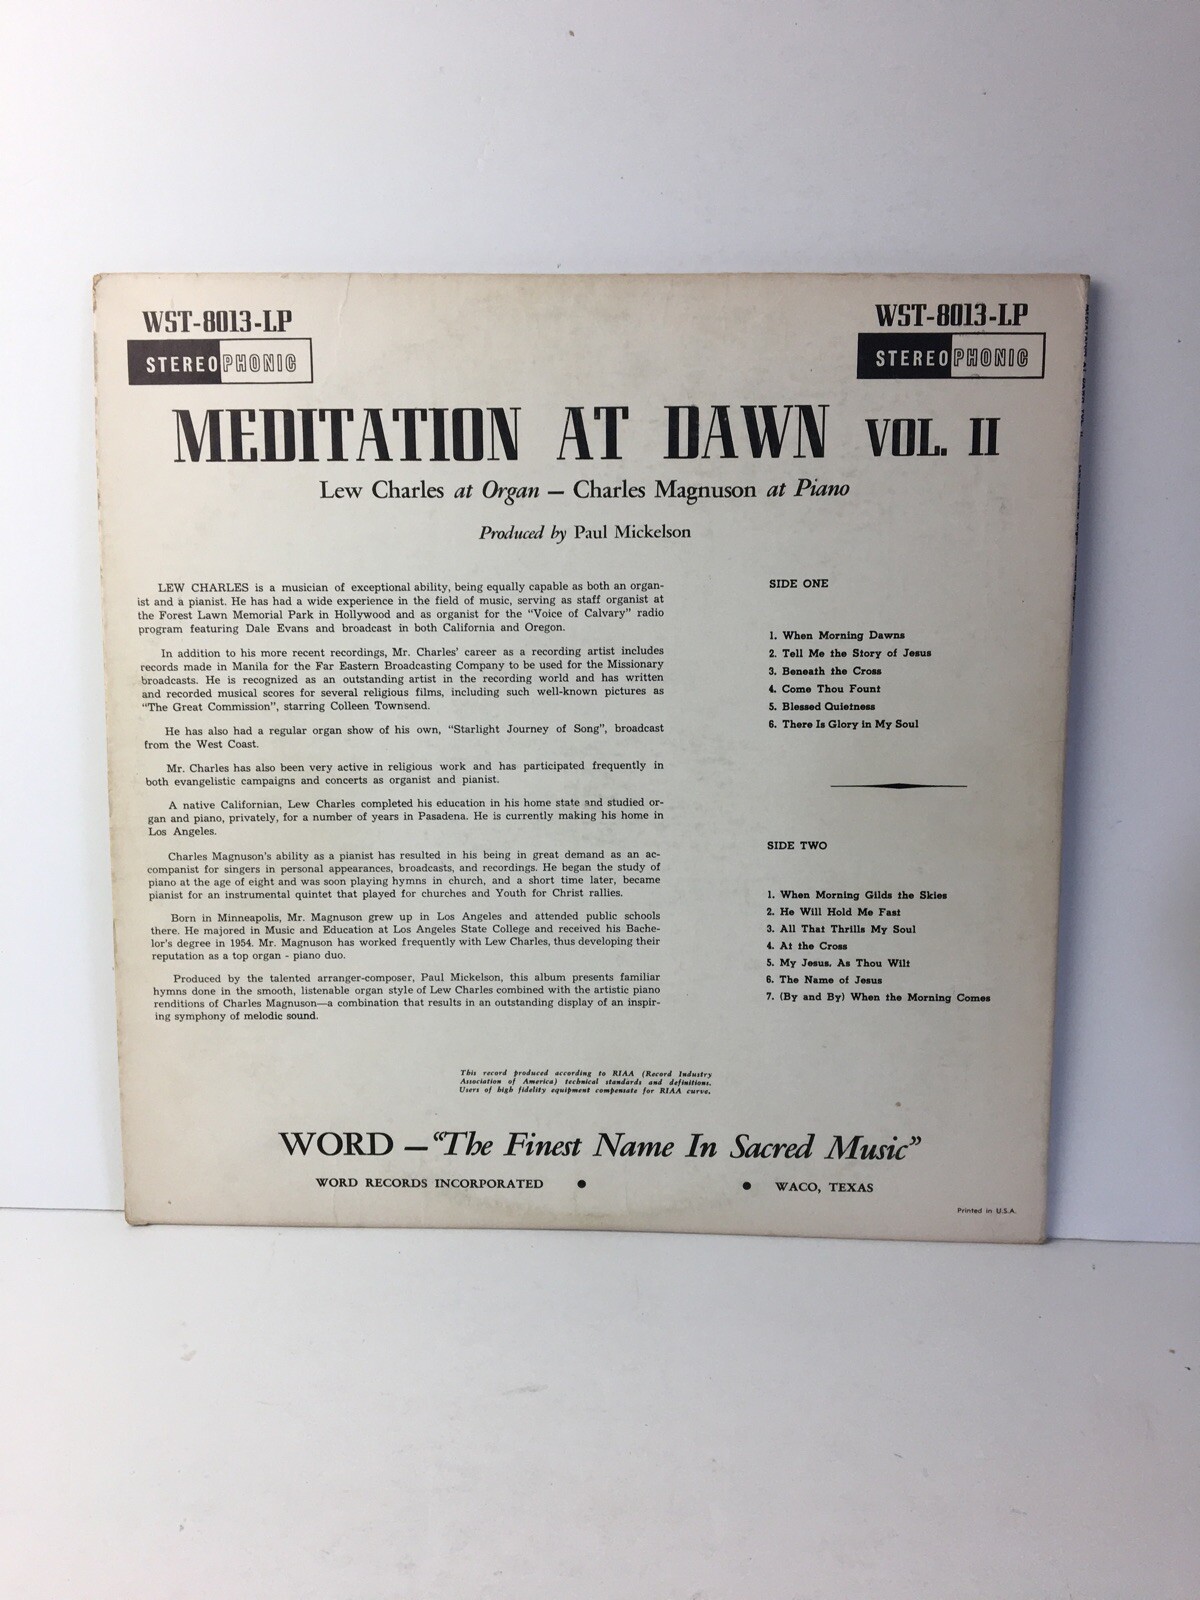 WST-8013-LP
STEREOPHONIC
WST-8013-LP
STEREOPHONIC
MEDITATION AT DAWN VOL. II
Lew Charles at Organ — Charles Magnuson at Piano
Produced by Paul Mickelson
LEW CHARLES is a musician of exceptional ability, being equally capable as both an organ-
ist and a pianist. He has had a wide experience in the field of music, serving as staff organist at
the Forest Lawn Memorial Park in Hollywood and as organist for the "Voice of Calvary" radio
program featuring Dale Evans and broadcast in both California and Oregon.
In addition to his more recent recordings, Mr. Charles' career as a recording artist includes
records made in Manila for the Far Eastern Broadcasting Company to be used for the Missionary
broadcasts. He is recognized as an outstanding artist in the recording world and has written
and recorded musical scores for several religious films, including such well-known pictures as
"The Great Commission", starring Colleen Townsend.
He has also had a regular organ show of his own, "Starlight Journey of Song", broadcast
from the West Coast.
Mr. Charles has also been very active in religious work and has participated frequently in
both evangelistic campaigns and concerts as organist and pianist.
A native Californian, Lew Charles completed his education in his home state and studied or-
gan and piano, privately, for a number of years in Pasadena. He is currently making his home in
Los Angeles.
Charles Magnuson's ability as a pianist has resulted in his being in great demand as an ac-
companist for singers in personal appearances, broadcasts, and recordings. He began the study of
piano at the age of eight and was soon playing hymns in church, and a short time later, became
pianist for an instrumental quintet that played for churches and Youth for Christ rallies.
Born in Minneapolis, Mr. Magnuson grew up in Los Angeles and attended public schools
there. He majored in Music and Education at Los Angeles State College and received his Bache-
lor's degree in 1954. Mr. Magnuson has worked frequently with Lew Charles, thus developing their
reputation as a top organ - piano duo.
Produced by the talented arranger-composer, Paul Mickelson, this album presents familiar
hymns done in the smooth, listenable organ style of Lew Charles combined with the artistic piano
renditions of Charles Magnuson—a combination that results in an outstanding display of an inspir-
ing symphony of melodic sound.
SIDE ONE
1. When Morning Dawns
2. Tell Me the Story of Jesus
3. Beneath the Cross
4. Come Thou Fount
5. Blessed Quietness
6. There Is Glory in My Soul
SIDE TWO
1. When Morning Gilds the Skies
2. He Will Hold Me Fast
3. All That Thrills My Soul
4. At the Cross
5. My Jesus, As Thou Wilt
6. The Name of Jesus
7. (By and By) When the Morning Comes
This record produced according to RIAA (Record Industry
Association of America) technical standards and definitions.
Users of high fidelity equipment compensate for RIAA curve.
WORD — "The Finest Name In Sacred Music"
WORD RECORDS INCORPORATED • • WACO, TEXAS
Printed in U.S.A.